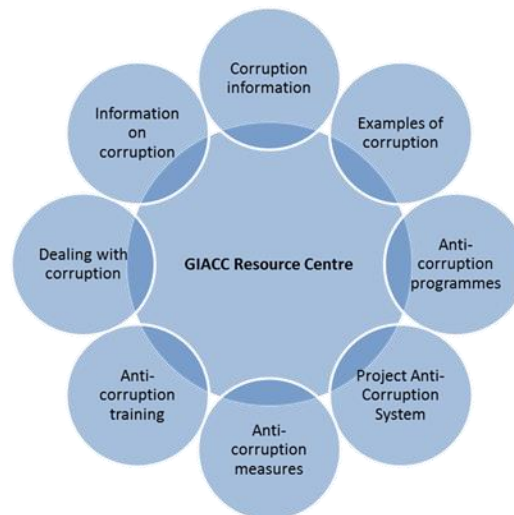 Corruption
information
Examples of
corruption
Anti-
corruption
programmes
Project Anti-
Corruption
System
Anti-
corruption
measures
Anti-
corruption
training
Dealing with
corruption
Information
on
corruption
GIACC Resource Centre